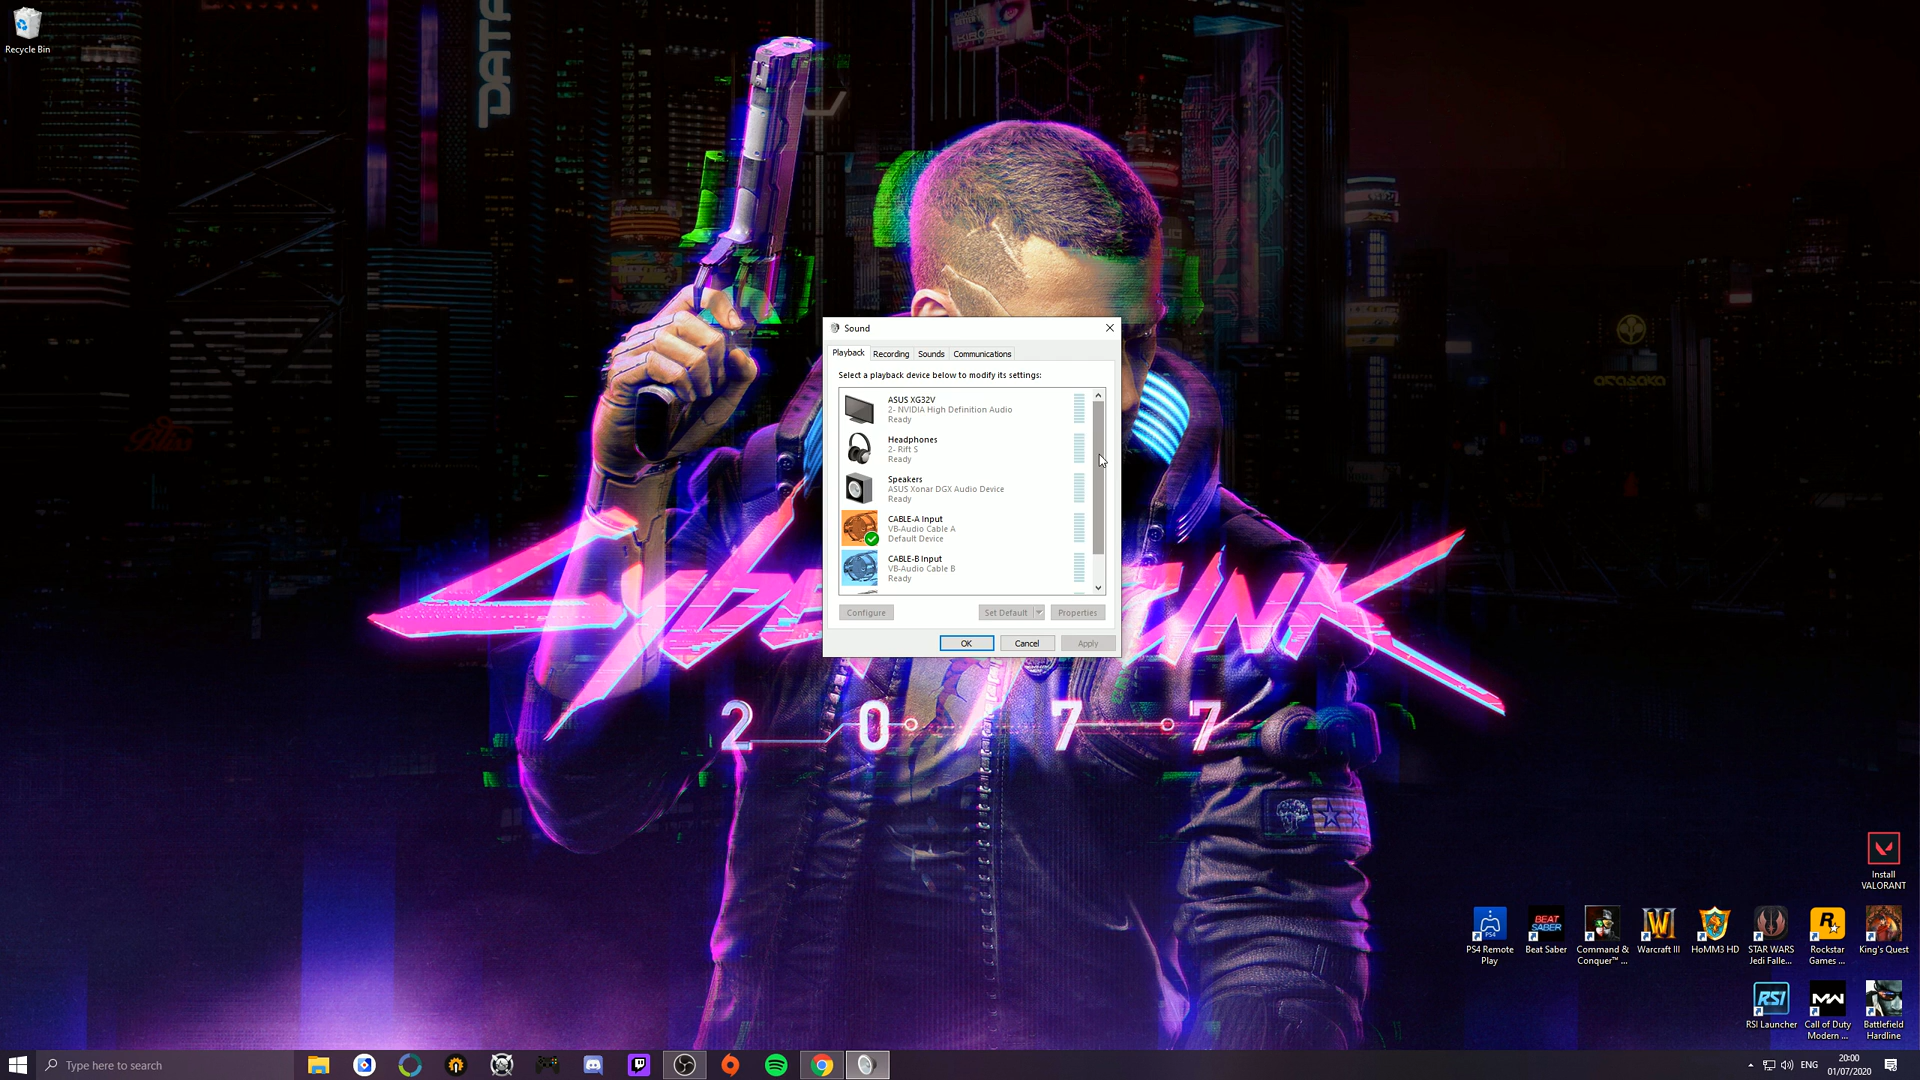 Recycle Bin
DATA
Sound
Playback
Recording
Sounds
Communications
Select a playback device below to modify its settings:
ASUS XG32V
2- NVIDIA High Definition Audio
Ready
Headphones
2- Rift S
Ready
Speakers
ASUS Xonar DGX Audio Device
Ready
CABLE-A Input
VB-Audio Cable A
Default Device
CABLE-B Input
VB-Audio Cable B
Ready
Configure
Set Default
Properties
OK
Cancel
Apply
arasaka
2077
Install
VALORANT
PS4 Remote
Play
Beat Saber
Command &
Conquer™ ...
Warcraft III
HoMM3 HD
STAR WARS
Jedi Falle...
Rockstar
Games ...
King's Quest
RSI Launcher
Call of Duty
Modern ...
Battlefield
Hardline
Type here to search
ENG
20:00
01/07/2020